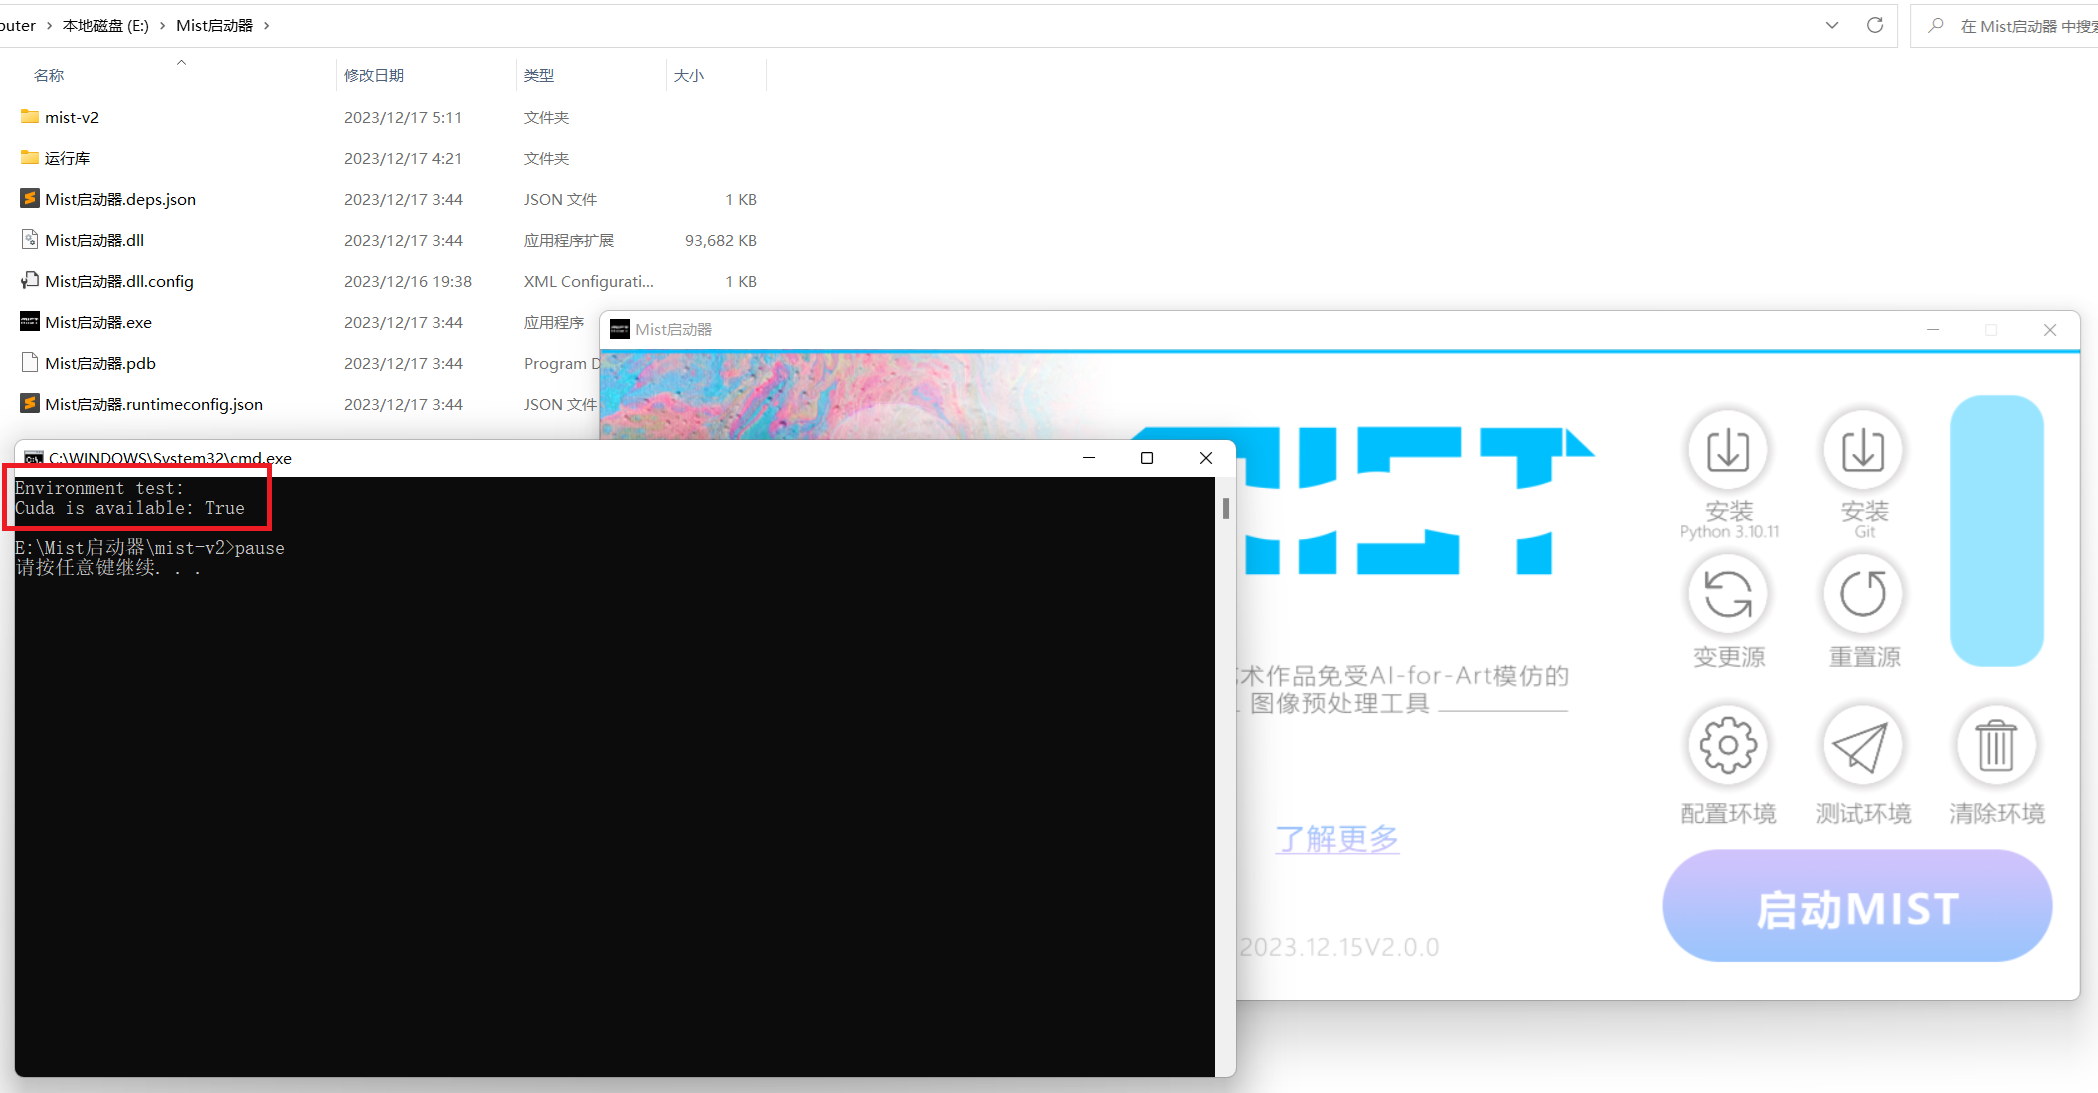 outer > 本地磁盘 (E:) > Mist启动器 >
在 Mist启动器 中搜索
名称 修改日期 类型 大小
mist-v2 2023/12/17 5:11 文件夹
运行库 2023/12/17 4:21 文件夹
Mist启动器.deps.json 2023/12/17 3:44 JSON 文件 1 KB
Mist启动器.dll 2023/12/17 3:44 应用程序扩展 93,682 KB
Mist启动器.dll.config 2023/12/16 19:38 XML Configurati... 1 KB
Mist启动器.exe 2023/12/17 3:44 应用程序
Mist启动器.pdb 2023/12/17 3:44 Program D
Mist启动器.runtimeconfig.json 2023/12/17 3:44 JSON 文件
C:\WINDOWS\System32\cmd.exe
Environment test:
Cuda is available: True
E:\Mist启动器\mist-v2>pause
请按任意键继续. . .
Mist启动器
MIST
术作品免受AI-for-Art模仿的
图像预处理工具
了解更多
2023.12.15V2.0.0
安装
Python 3.10.11
安装
Git
变更源
重置源
配置环境
测试环境
清除环境
启动MIST